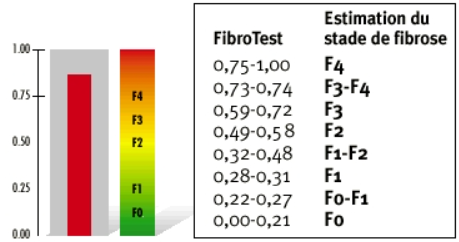 1.00
0.75
0.50
0.25
0.00
F4
F3
F2
F1
F0
FibroTest Estimation du stade de fibrose
0,75-1,00 F4
0,73-0,74 F3-F4
0,59-0,72 F3
0,49-0,58 F2
0,32-0,48 F1-F2
0,28-0,31 F1
0,22-0,27 F0-F1
0,00-0,21 F0